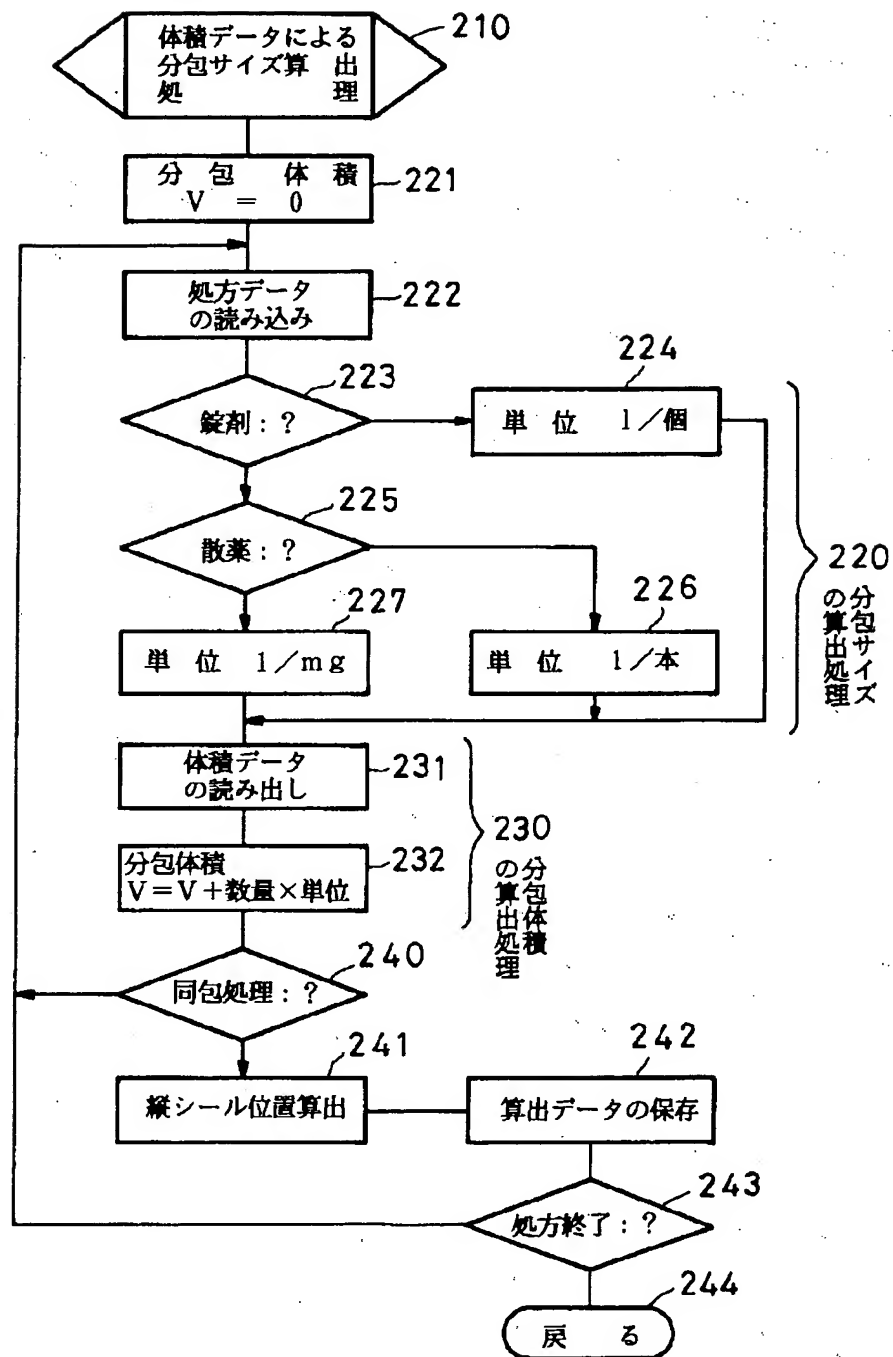 体積データによる
分包サイズ算出
処理
210
分包体積
V = 0
221
処方データ
の読み込み
222
錠剤:?
223
単位 1/個
224
散薬:?
225
単位 1/mg
227
単位 1/本
226
220
分包サイズ
の算出処理
体積データ
の読み出し
231
分包体積
V=V+数量×単位
232
230
分包体積
の算出処理
同包処理:?
240
縦シール位置算出
241
算出データの保存
242
処方終了:?
243
戻る
244